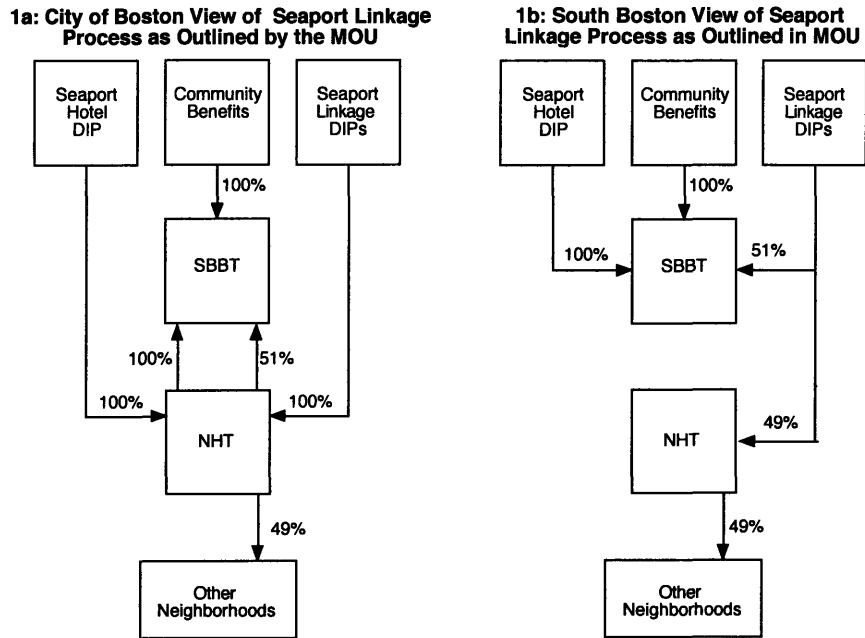 1a: City of Boston View of Seaport Linkage
Process as Outlined by the MOU
Seaport
Hotel
DIP
Community
Benefits
Seaport
Linkage
DIPs
100%
SBBT
100%
51%
100%
100%
NHT
49%
Other
Neighborhoods
1b: South Boston View of Seaport
Linkage Process as Outlined in MOU
Seaport
Hotel
DIP
Community
Benefits
Seaport
Linkage
DIPs
100%
100%
SBBT
51%
NHT
49%
49%
Other
Neighborhoods